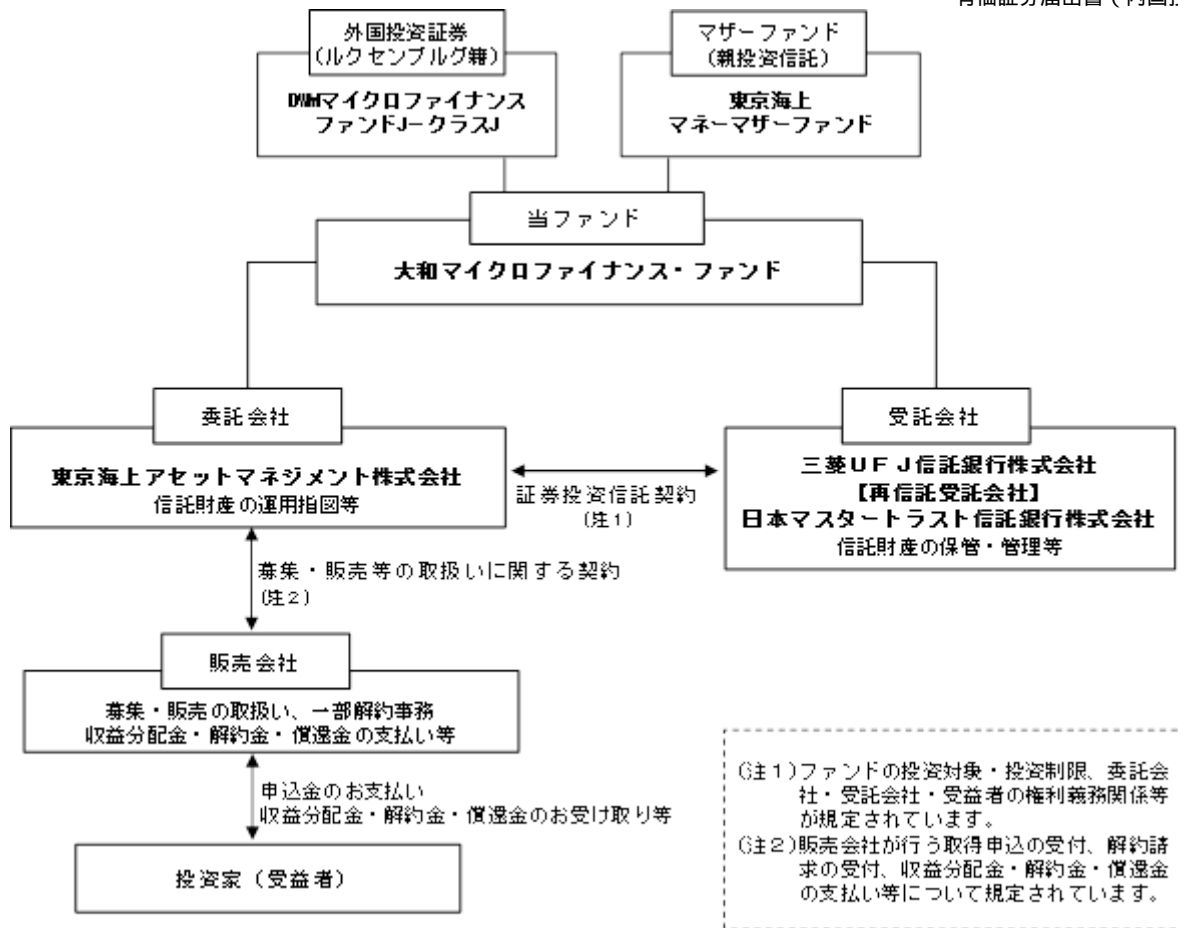 外国投資証券
(ルクセンブルグ籍)
DWMマイクロファイナンス
ファンドJ－クラスJ
マザーファンド
(親投資信託)
東京海上
マネーマザーファンド
当ファンド
大和マイクロファイナンス・ファンド
委託会社
東京海上アセットマネジメント株式会社
信託財産の運用指図等
証券投資信託契約
(注１)
受託会社
三菱ＵＦＪ信託銀行株式会社
【再信託受託会社】
日本マスタートラスト信託銀行株式会社
信託財産の保管・管理等
募集・販売等の取扱いに関する契約
(注２)
販売会社
募集・販売の取扱い、一部解約事務
収益分配金・解約金・償還金の支払い等
申込金のお支払い
収益分配金・解約金・償還金のお受け取り等
投資家（受益者）
(注１)ファンドの投資対象・投資制限、委託会
社・受託会社・受益者の権利義務関係等
が規定されています。
(注２)販売会社が行う取得申込の受付、解約請
求の受付、収益分配金・解約金・償還金
の支払い等について規定されています。